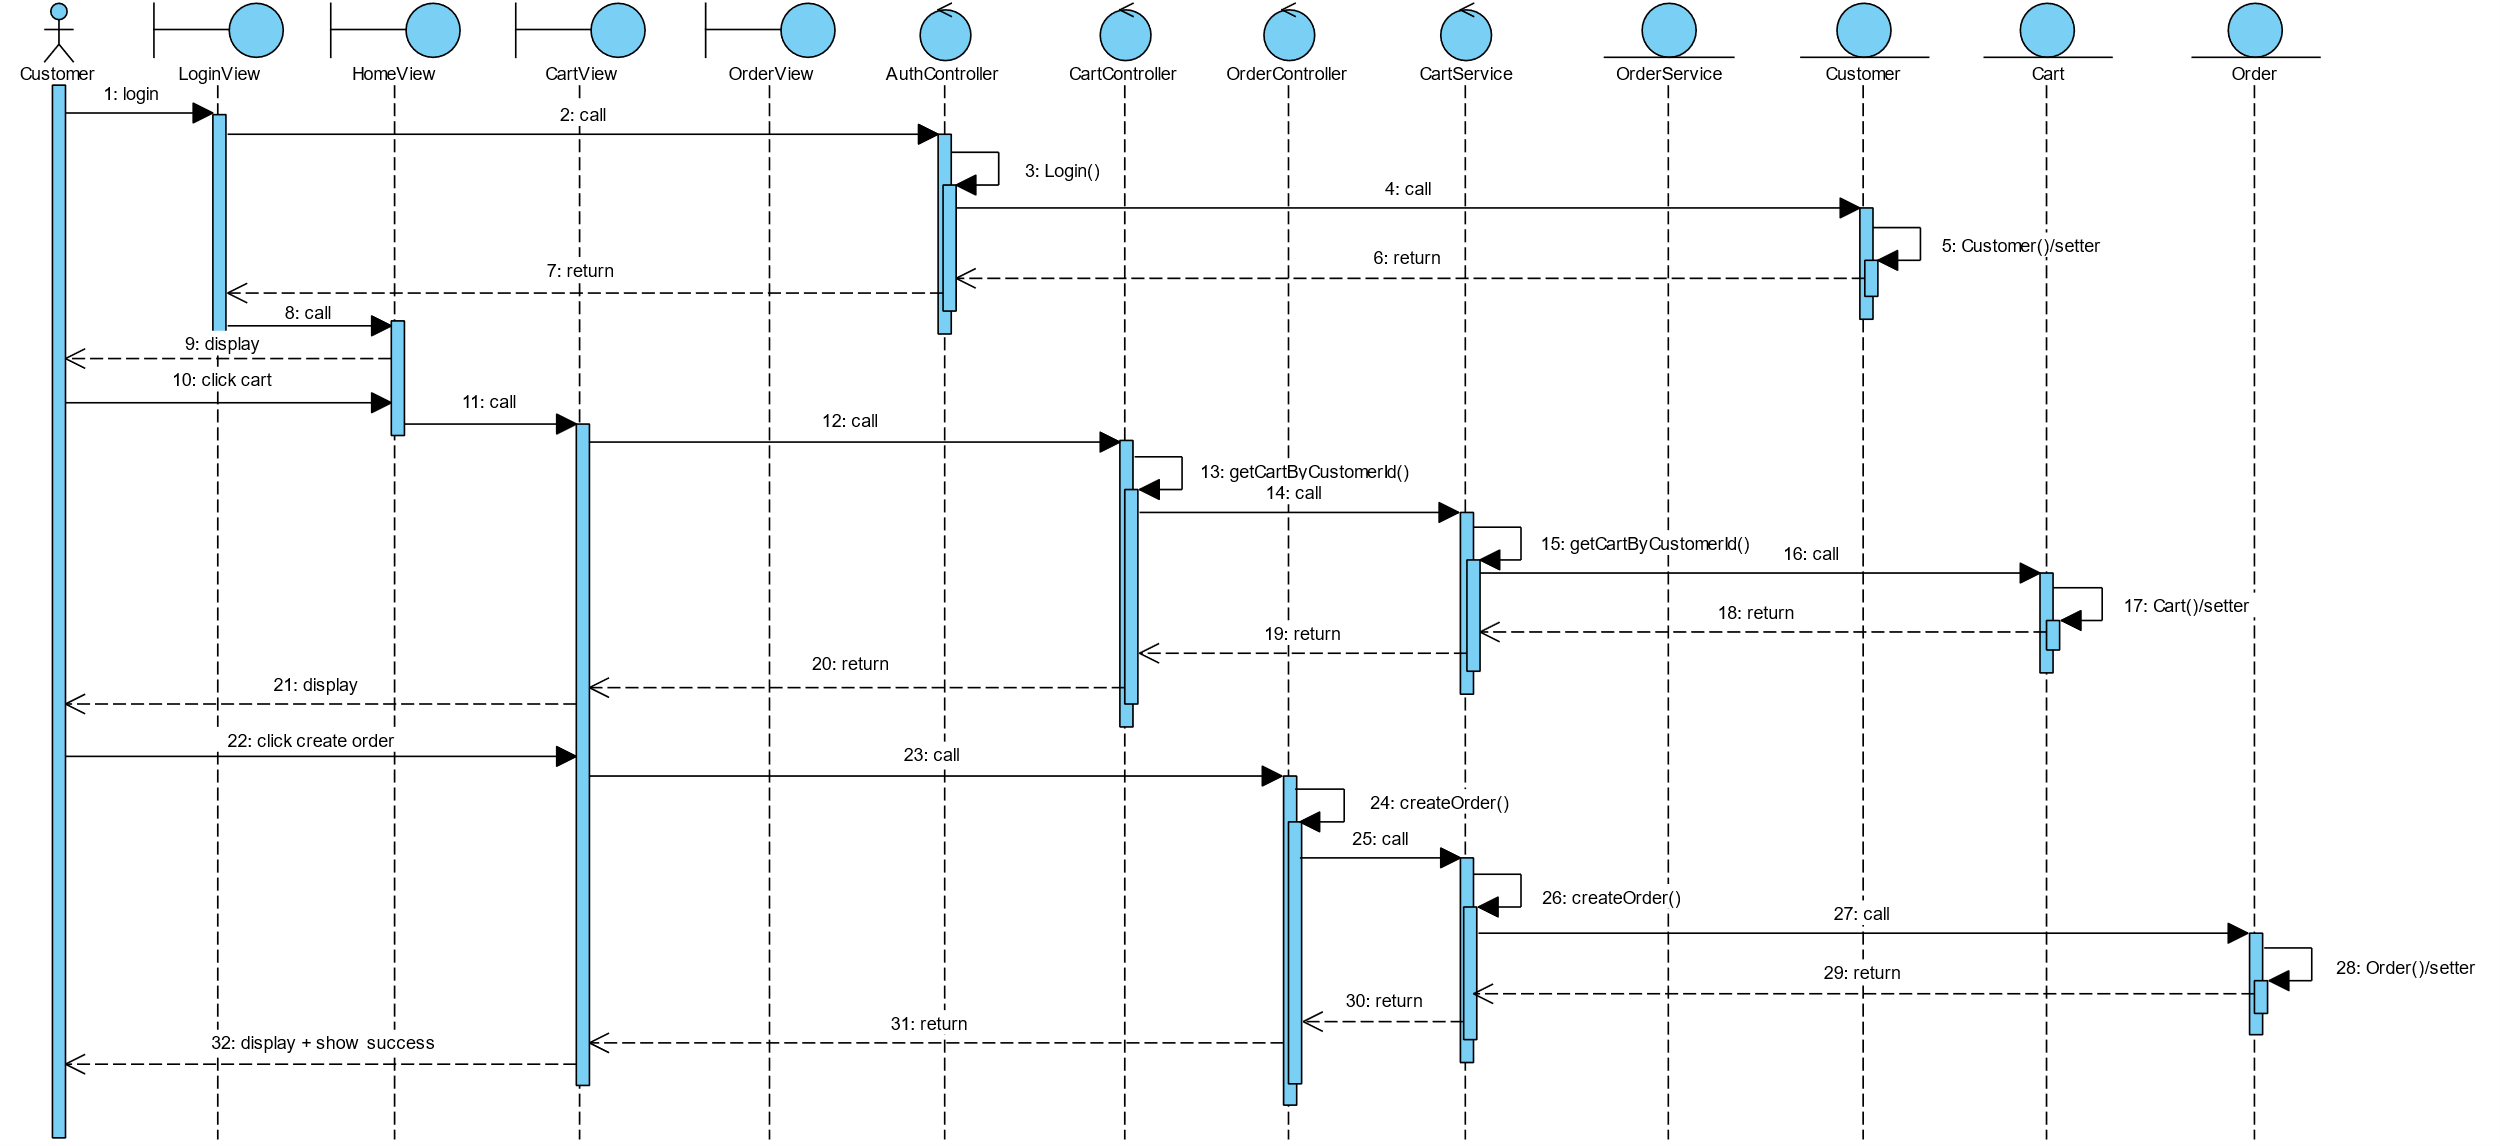 Customer
LoginView
HomeView
CartView
OrderView
AuthController
CartController
OrderController
CartService
OrderService
Customer
Cart
Order
1: login
2: call
3: Login()
4: call
5: Customer()/setter
6: return
7: return
8: call
9: display
10: click cart
11: call
12: call
13: getCartByCustomerId()
14: call
15: getCartByCustomerId()
16: call
17: Cart()/setter
18: return
19: return
20: return
21: display
22: click create order
23: call
24: createOrder()
25: call
26: createOrder()
27: call
28: Order()/setter
29: return
30: return
31: return
32: display + show success